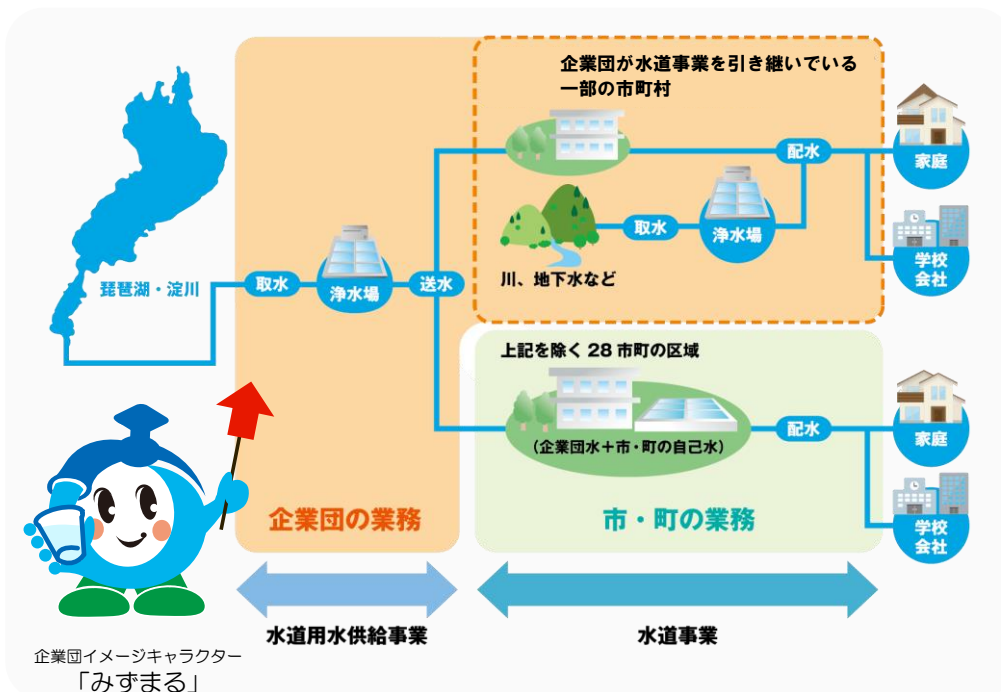 企業団が水道事業を引き継いでいる
一部の市町村
配水
家庭
取水
浄水場
川、地下水など
学校
会社
琵琶湖・淀川
取水
浄水場
送水
上記を除く 28 市町の区域
(企業団水＋市・町の自己水)
配水
家庭
学校
会社
企業団の業務
市・町の業務
水道用水供給事業
水道事業
企業団イメージキャラクター
「みずまる」